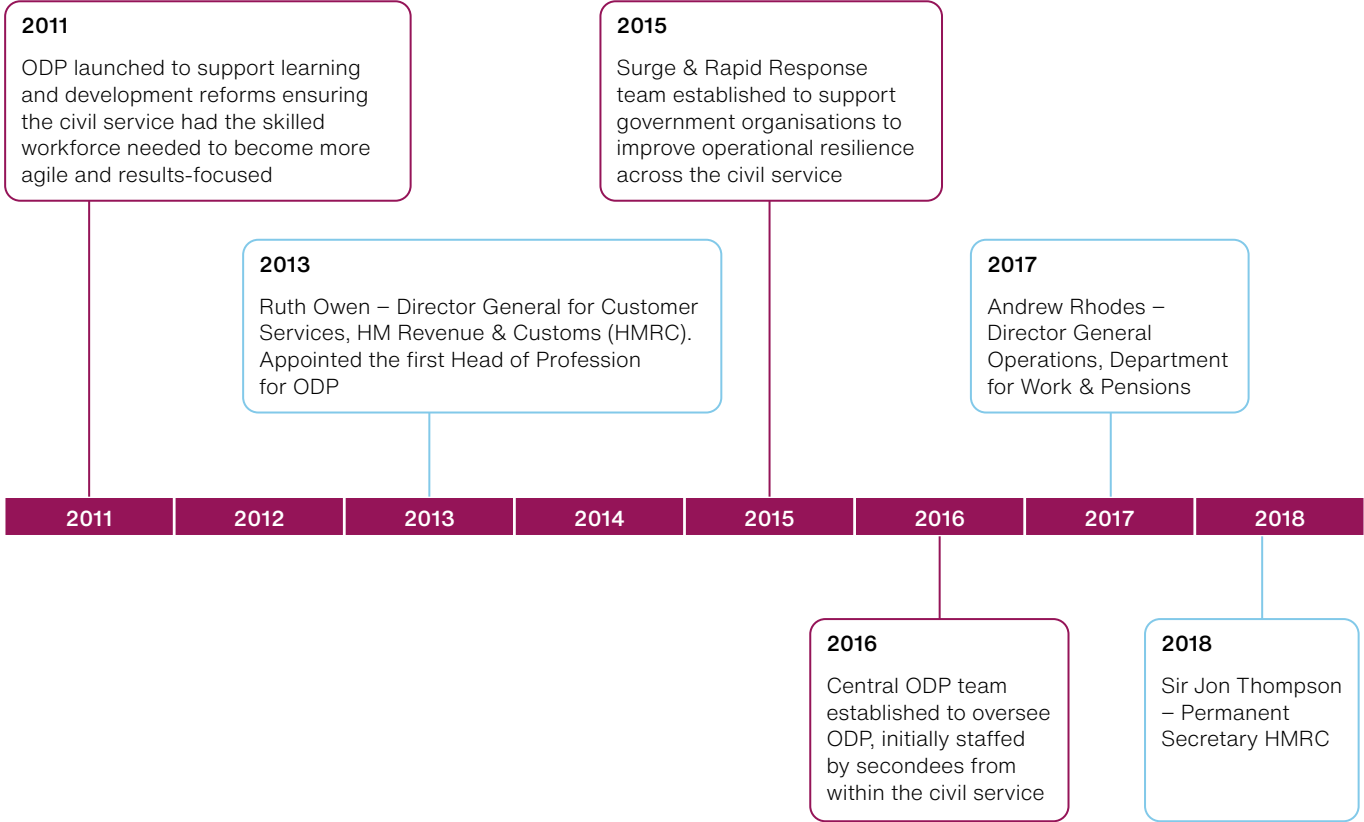 2011
ODP launched to support learning
and development reforms ensuring
the civil service had the skilled
workforce needed to become more
agile and results-focused
2015
Surge & Rapid Response
team established to support
government organisations to
improve operational resilience
across the civil service
2013
Ruth Owen – Director General for Customer
Services, HM Revenue & Customs (HMRC).
Appointed the first Head of Profession
for ODP
2017
Andrew Rhodes –
Director General
Operations, Department
for Work & Pensions
2011 2012 2013 2014 2015 2016 2017 2018
2016
Central ODP team
established to oversee
ODP, initially staffed
by secondees from
within the civil service
2018
Sir Jon Thompson
– Permanent
Secretary HMRC